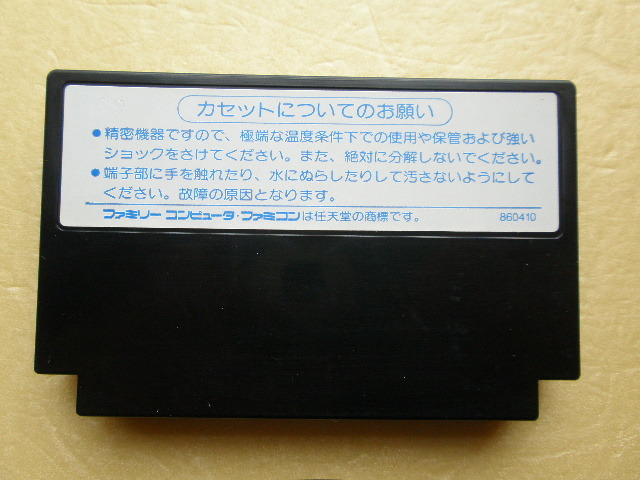 カセットについてのお願い
●精密機器ですので、極端な温度条件下での使用や保管および強い
ショックをさけてください。また、絶対に分解しないでください。
●端子部に手を触れたり、水にぬらしたりして汚さないようにして
ください。故障の原因となります。
ファミリー コンピュータ・ファミコンは任天堂の商標です。 860410